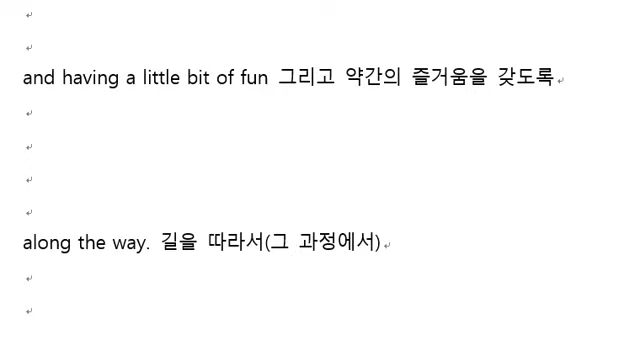 and having a little bit of fun 그리고 약간의 즐거움을 갖도록
along the way. 길을 따라서(그 과정에서)